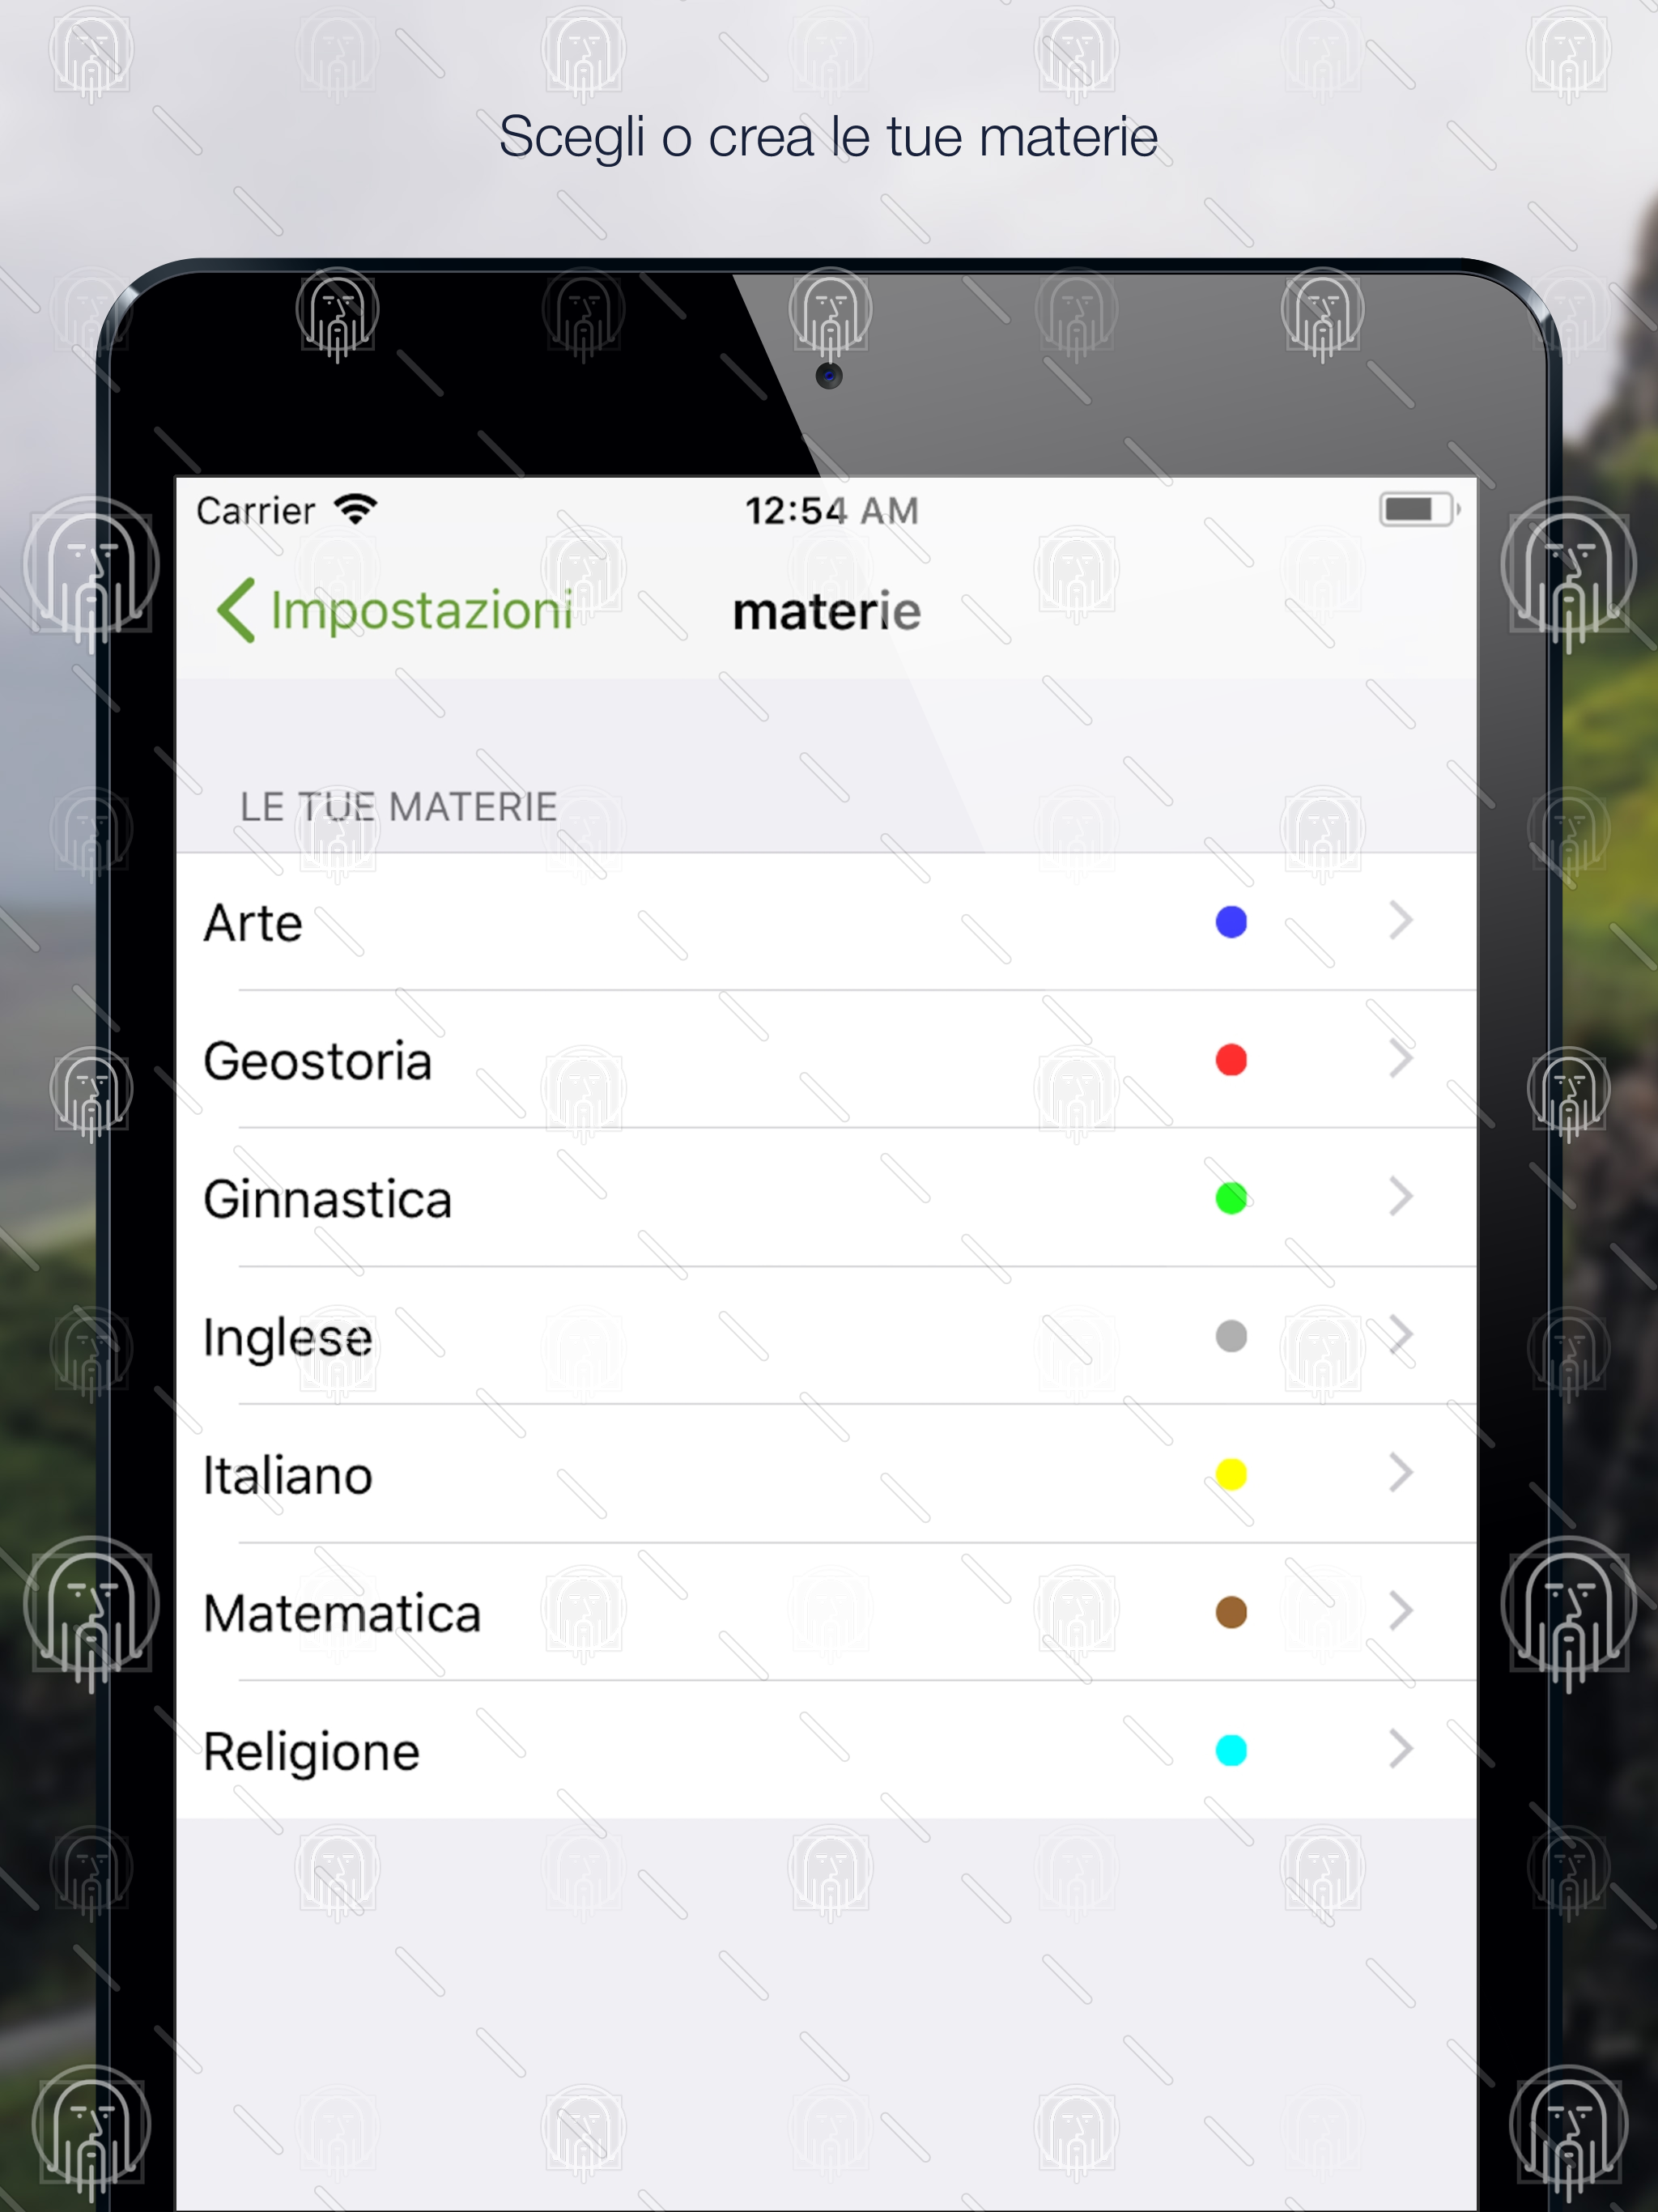 Scegli o crea le tue materie
Carrier 12:54 AM
Impostazioni materie
LE TUE MATERIE
Arte
Geostoria
Ginnastica
Inglese
Italiano
Matematica
Religione